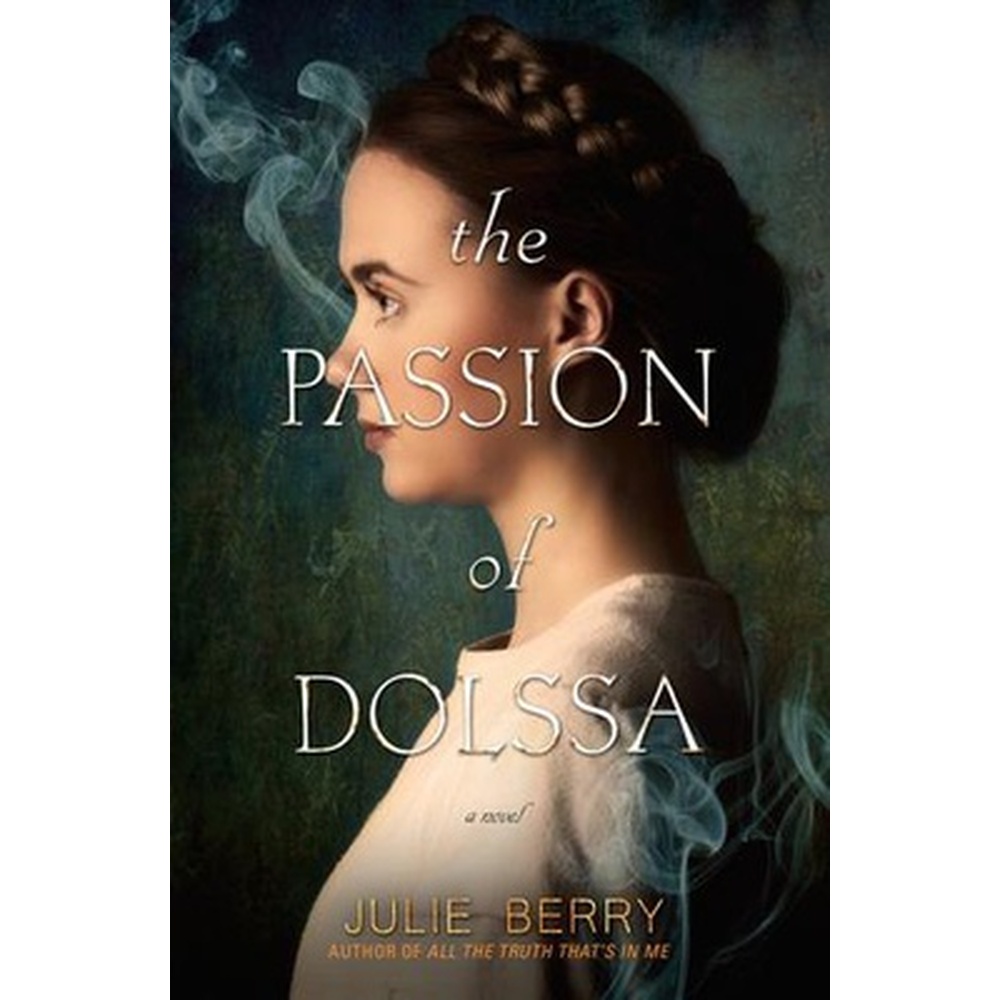 the
PASSION
of
DOLSSA
a novel
JULIE BERRY
AUTHOR OF ALL THE TRUTH THAT'S IN ME